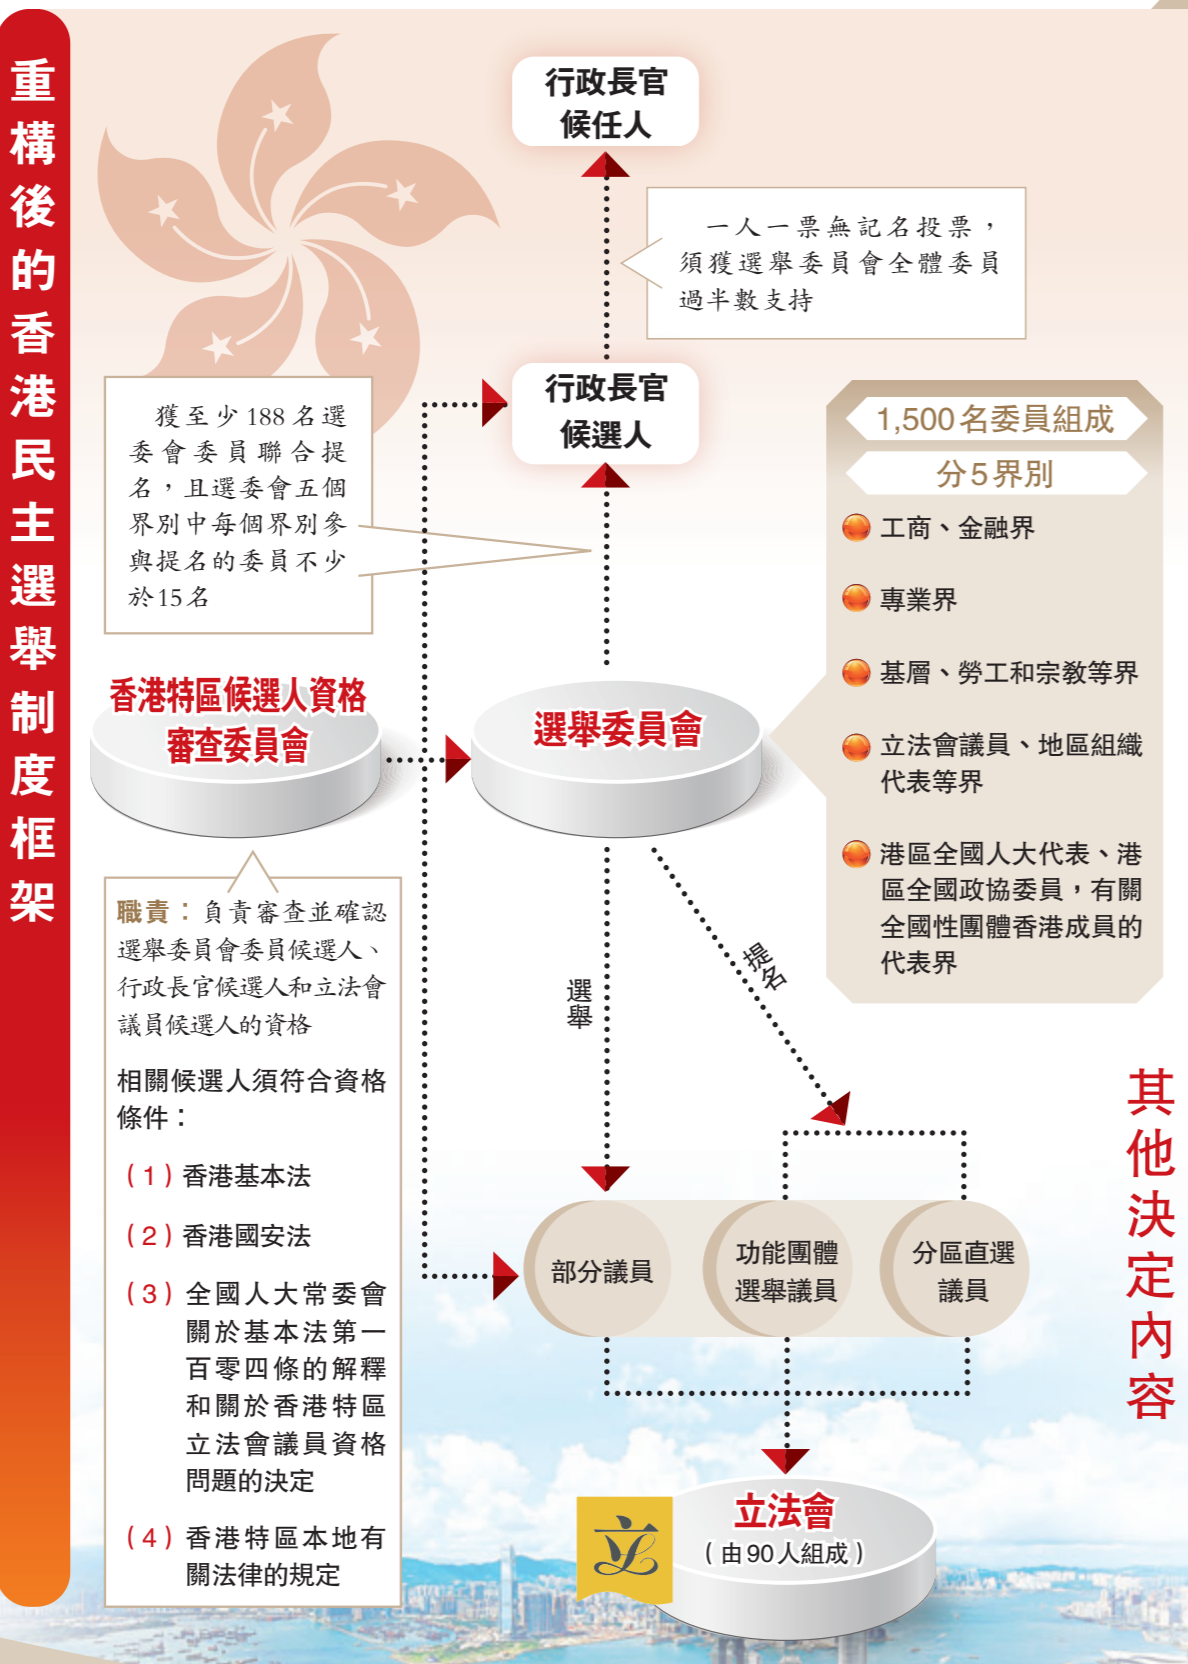 重構後的香港民主選舉制度框架
行政長官
候任人
一人一票無記名投票，
須獲選舉委員會全體委員
過半數支持
行政長官
候選人
獲至少188名選
委會委員聯合提
名，且選委會五個
界別中每個界別參
與提名的委員不少
於15名
1,500名委員組成
分5界別
工商、金融界
專業界
基層、勞工和宗教等界
立法會議員、地區組織
代表等界
港區全國人大代表、港
區全國政協委員，有關
全國性團體香港成員的
代表界
香港特區候選人資格
審查委員會
選舉委員會
職責：負責審查並確認
選舉委員會委員候選人、
行政長官候選人和立法會
議員候選人的資格
相關候選人須符合資格
條件：
（1）香港基本法
（2）香港國安法
（3）全國人大常委會
關於基本法第一
百零四條的解釋
和關於香港特區
立法會議員資格
問題的決定
（4）香港特區本地有
關法律的規定
選舉
提名
部分議員
功能團體
選舉議員
分區直選
議員
其他決定內容
立
立法會
（由90人組成）